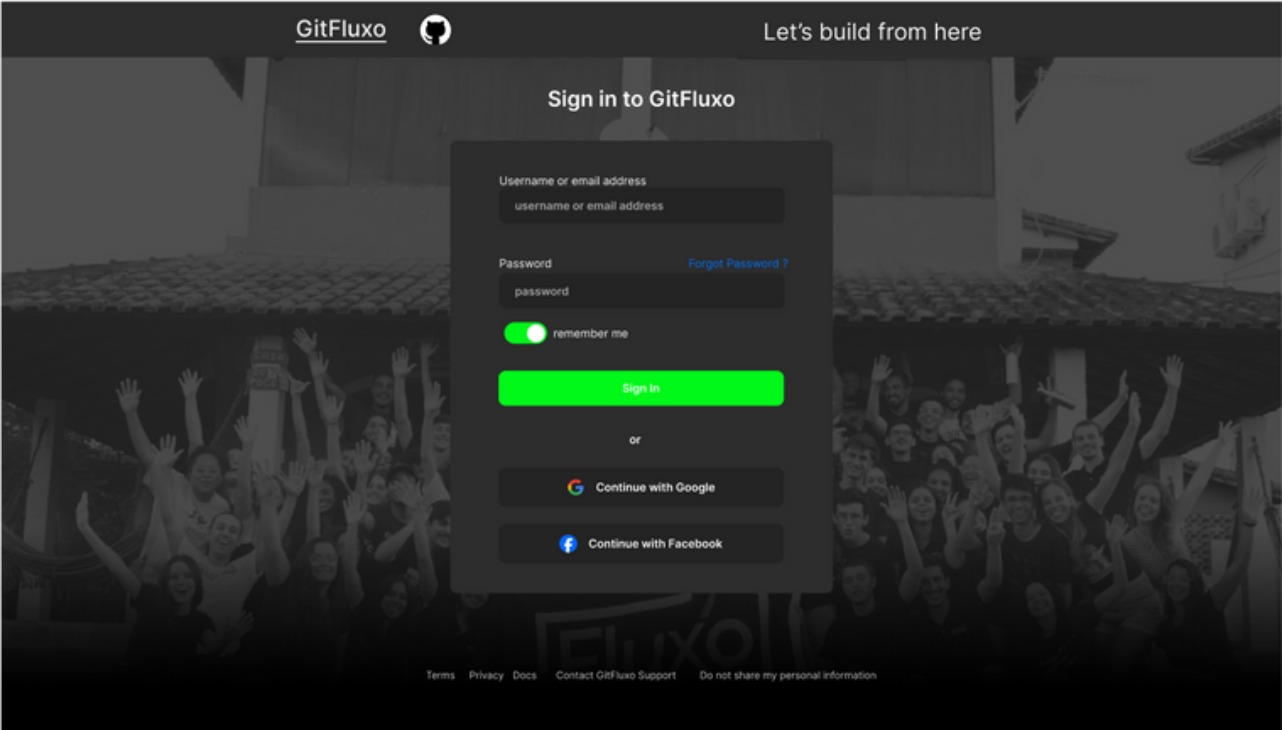 GitFluxo
Let's build from here
Sign in to GitFluxo
Username or email address
username or email address
Password
Forgot Password ?
password
remember me
Sign In
or
Continue with Google
Continue with Facebook
FLUXO
Terms
Privacy
Docs
Contact GitFluxo Support
Do not share my personal information